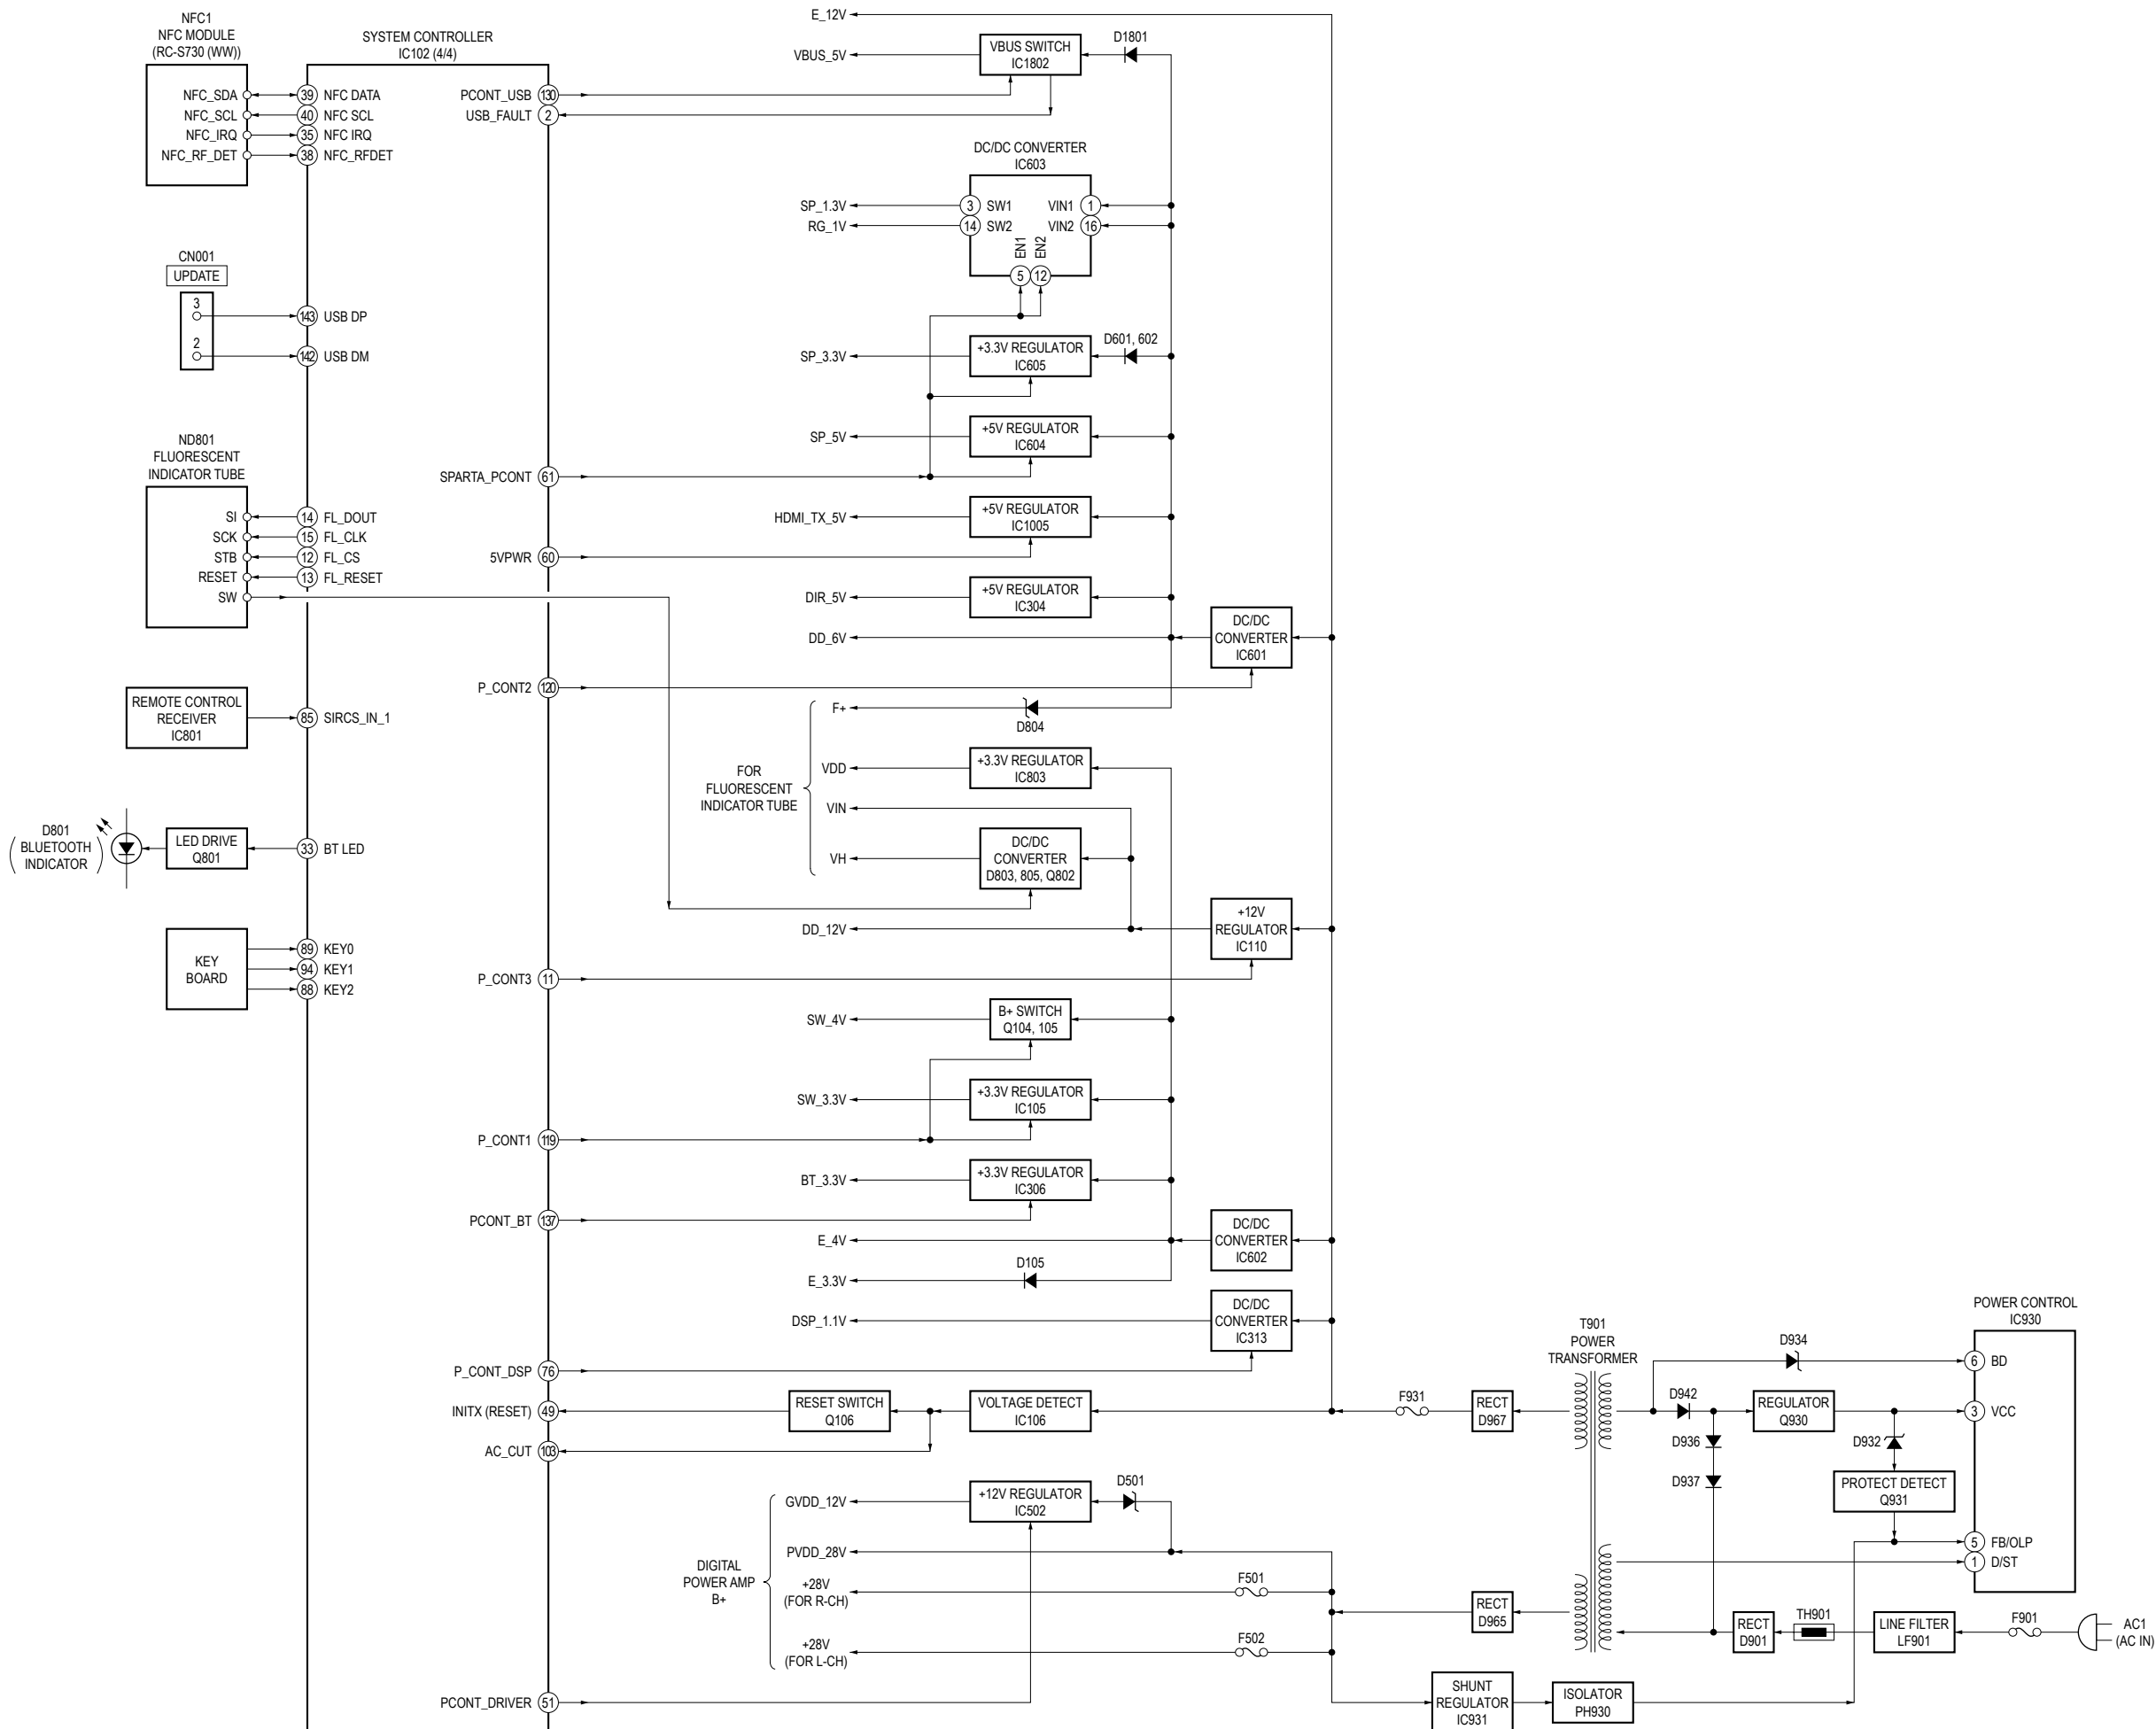 NFC1
NFC MODULE
(RC-S730 (WW))
NFC_SDA
NFC_SCL
NFC_IRQ
NFC_RF_DET
SYSTEM CONTROLLER
IC102 (4/4)
39 NFC DATA
40 NFC SCL
35 NFC IRQ
38 NFC_RFDET
PCONT_USB 130
USB_FAULT 2
CN001
UPDATE
3
2
143 USB DP
142 USB DM
ND801
FLUORESCENT
INDICATOR TUBE
SI
SCK
STB
RESET
SW
14 FL_DOUT
15 FL_CLK
12 FL_CS
13 FL_RESET
SPARTA_PCONT 61
5VPWR 60
REMOTE CONTROL
RECEIVER
IC801
85 SIRCS_IN_1
P_CONT2 120
D801
BLUETOOTH
INDICATOR
LED DRIVE
Q801
33 BT LED
KEY
BOARD
89 KEY0
94 KEY1
88 KEY2
P_CONT3 11
P_CONT1 119
PCONT_BT 137
P_CONT_DSP 76
INITX (RESET) 49
AC_CUT 103
PCONT_DRIVER 51
E_12V
VBUS_5V
VBUS SWITCH
IC1802
D1801
DC/DC CONVERTER
IC603
SP_1.3V
RG_1V
3 SW1
14 SW2
VIN1 1
VIN2 16
EN1
EN2
5
12
SP_3.3V
+3.3V REGULATOR
IC605
D601, 602
SP_5V
+5V REGULATOR
IC604
HDMI_TX_5V
+5V REGULATOR
IC1005
DIR_5V
+5V REGULATOR
IC304
DD_6V
DC/DC
CONVERTER
IC601
F+
D804
FOR
FLUORESCENT
INDICATOR TUBE
VDD
+3.3V REGULATOR
IC803
VIN
VH
DC/DC
CONVERTER
D803, 805, Q802
DD_12V
+12V
REGULATOR
IC110
SW_4V
B+ SWITCH
Q104, 105
SW_3.3V
+3.3V REGULATOR
IC105
BT_3.3V
+3.3V REGULATOR
IC306
E_4V
DC/DC
CONVERTER
IC602
E_3.3V
D105
DSP_1.1V
DC/DC
CONVERTER
IC313
RESET SWITCH
Q106
VOLTAGE DETECT
IC106
F931
RECT
D967
T901
POWER
TRANSFORMER
D934
D942
REGULATOR
Q930
D936
D937
D932
PROTECT DETECT
Q931
POWER CONTROL
IC930
6 BD
3 VCC
5 FB/OLP
1 D/ST
DIGITAL
POWER AMP
B+
GVDD_12V
+12V REGULATOR
IC502
D501
PVDD_28V
+28V
(FOR R-CH)
F501
+28V
(FOR L-CH)
F502
RECT
D965
RECT
D901
TH901
LINE FILTER
LF901
F901
AC1
(AC IN)
SHUNT
REGULATOR
IC931
ISOLATOR
PH930